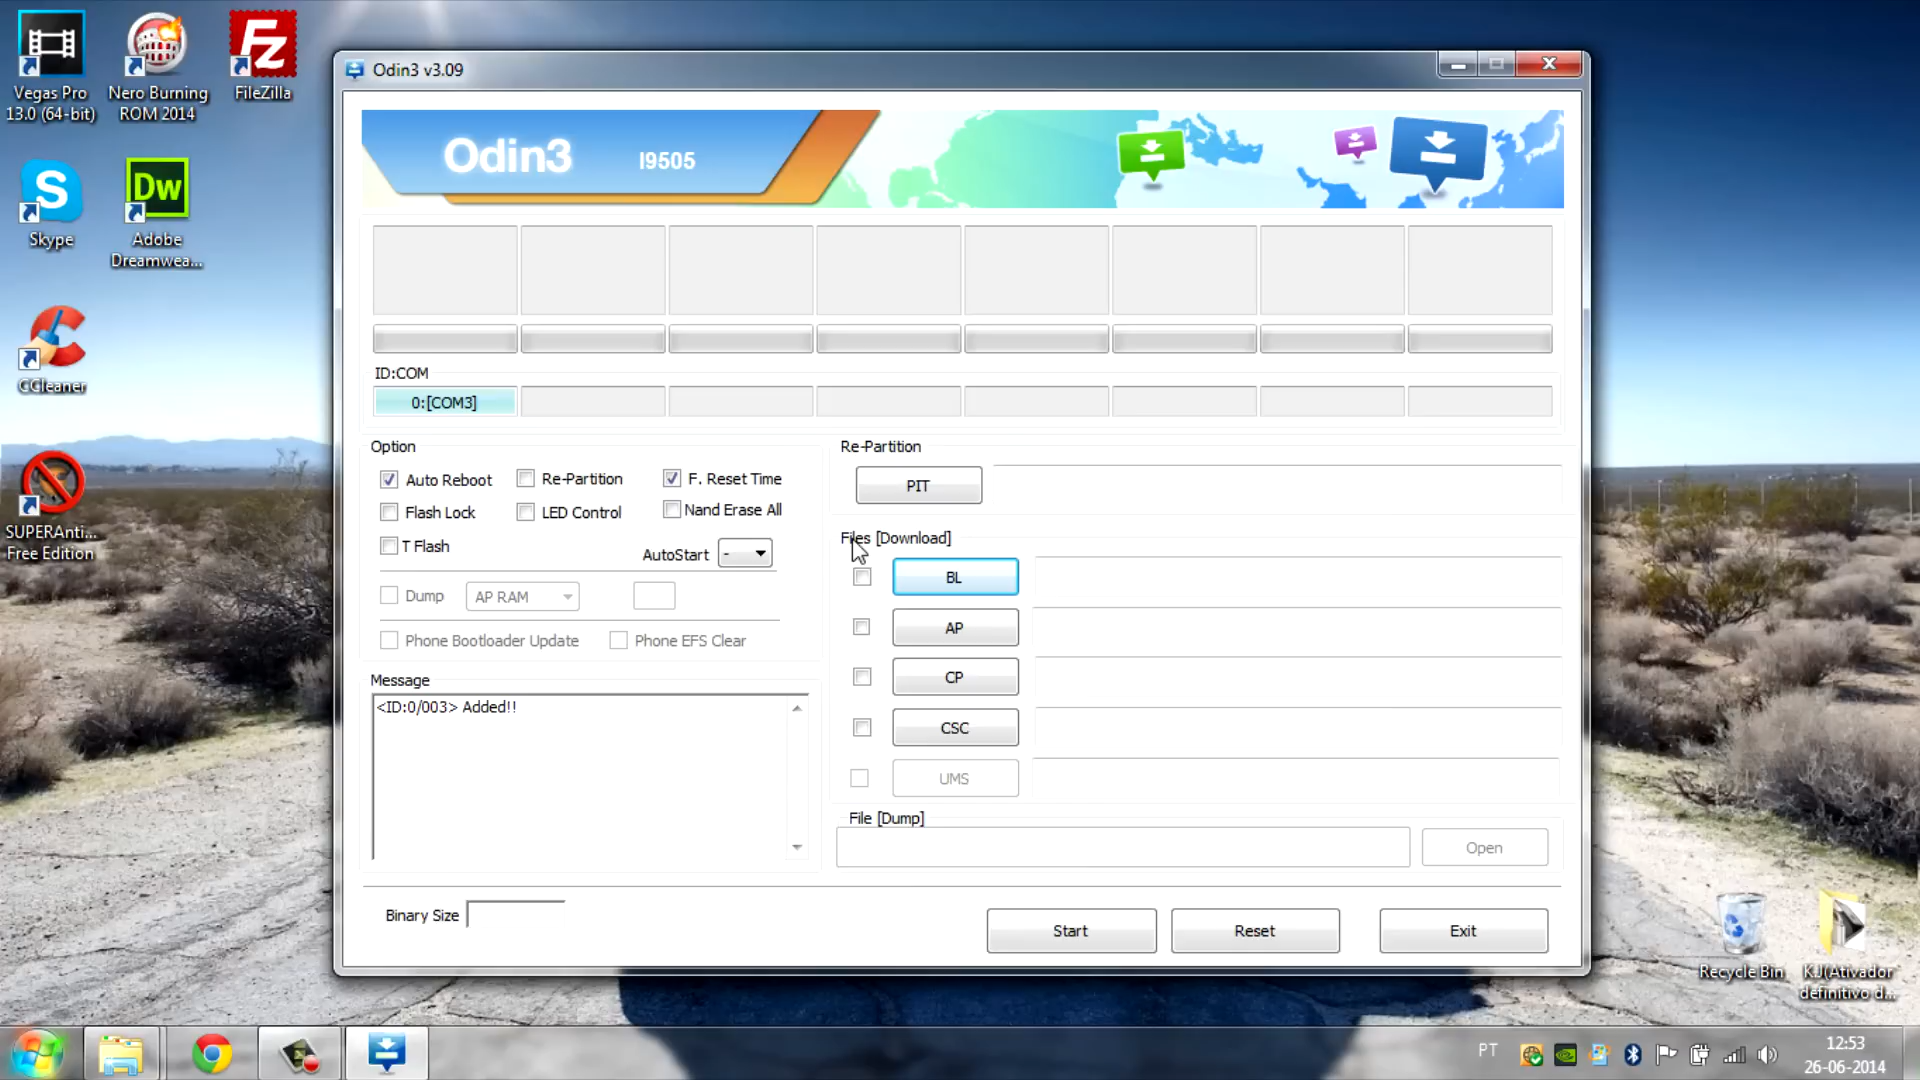 Vegas Pro
13.0 (64-bit)
Nero Burning
ROM 2014
FileZilla
Skype
Adobe
Dreamwea...
CCleaner
SUPERAnti...
Free Edition
Odin3 v3.09
Odin3 I9505
ID:COM
0:[COM3]
Option
Auto Reboot
Re-Partition
F. Reset Time
Flash Lock
LED Control
Nand Erase All
T Flash
AutoStart -
Dump
AP RAM
Phone Bootloader Update
Phone EFS Clear
Message
<ID:0/003> Added!!
Re-Partition
PIT
Files [Download]
BL
AP
CP
CSC
UMS
File [Dump]
Open
Binary Size
Start
Reset
Exit
Recycle Bin
KJ(Ativador
definitivo d...
PT
12:53
26-06-2014